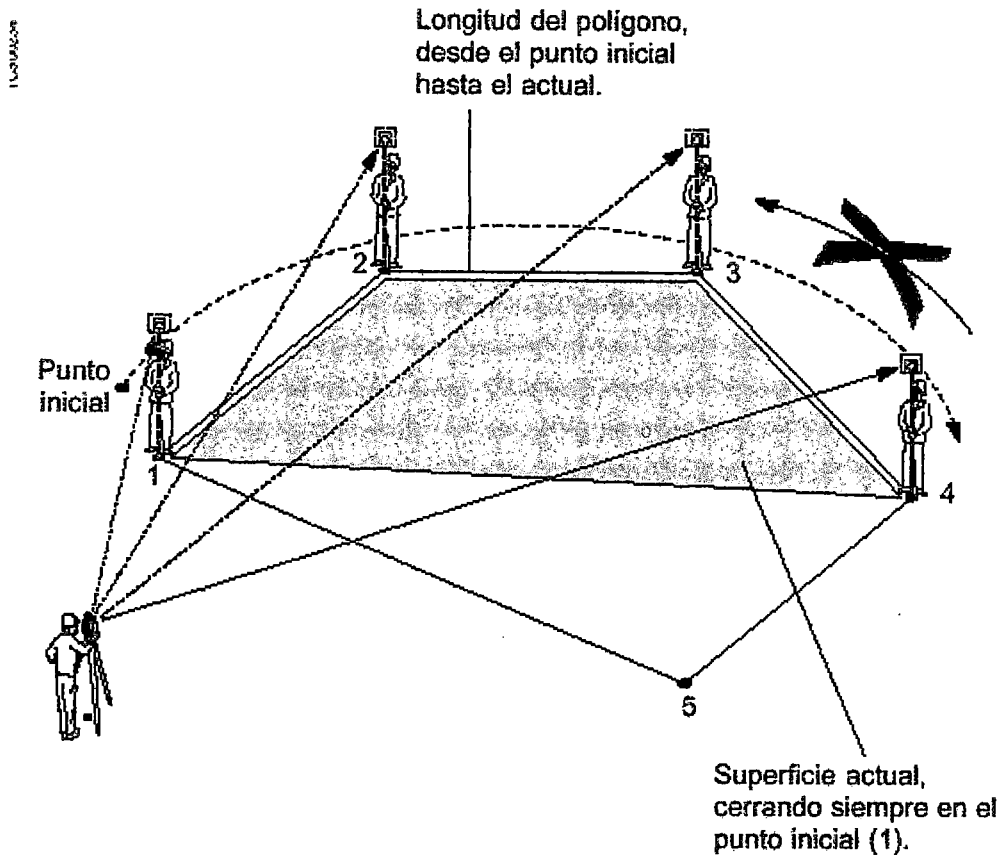 Longitud del polígono,
desde el punto inicial
hasta el actual.
2
3
Punto
inicial
1
4
5
Superficie actual,
cerrando siempre en el
punto inicial (1).